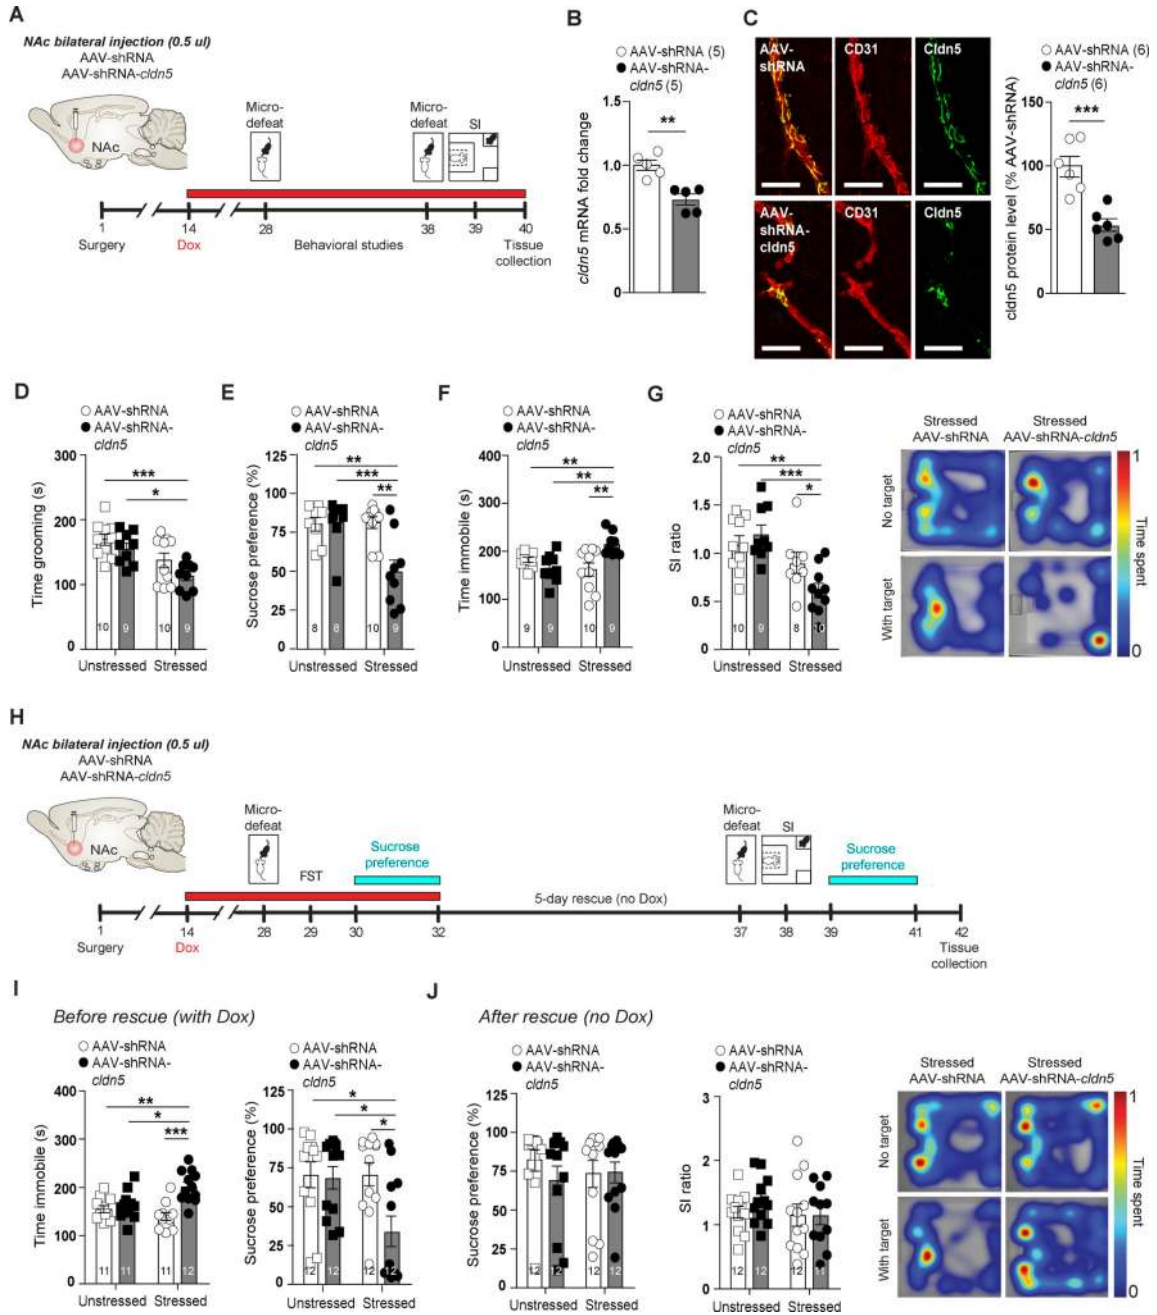 A
NAc bilateral injection (0.5 ul)
AAV-shRNA
AAV-shRNA-cldn5
NAc
Micro-
defeat
Micro-
defeat
SI
1
14
28
38
39
40
Surgery
Dox
Behavioral studies
Tissue
collection
B
AAV-shRNA (5)
AAV-shRNA-
cldn5 (5)
cldn5 mRNA fold change
1.5
1.0
0.5
0
**
C
AAV-
shRNA
CD31
Cldn5
AAV-
shRNA-
cldn5
CD31
Cldn5
AAV-shRNA (6)
AAV-shRNA-
cldn5 (6)
cldn5 protein level (% AAV-shRNA)
150
100
50
0
***
D
AAV-shRNA
AAV-shRNA-
cldn5
Time grooming (s)
300
200
100
0
***
*
10
9
10
9
Unstressed
Stressed
E
AAV-shRNA
AAV-shRNA-
cldn5
Sucrose preference (%)
125
100
75
50
25
0
**
***
**
8
8
10
9
Unstressed
Stressed
F
AAV-shRNA
AAV-shRNA-
cldn5
Time immobile (s)
400
300
200
100
0
**
**
**
9
9
10
9
Unstressed
Stressed
G
AAV-shRNA
AAV-shRNA-
cldn5
SI ratio
2.0
1.5
1.0
0.5
0
**
***
*
10
9
8
10
Unstressed
Stressed
Stressed
AAV-shRNA
Stressed
AAV-shRNA-cldn5
No target
With target
1
Time spent
0
H
NAc bilateral injection (0.5 ul)
AAV-shRNA
AAV-shRNA-cldn5
NAc
Micro-
defeat
FST
Sucrose
preference
5-day rescue (no Dox)
Micro-
defeat
SI
Sucrose
preference
1
14
28
29
30
32
37
38
39
41
42
Surgery
Dox
Tissue
collection
I
Before rescue (with Dox)
AAV-shRNA
AAV-shRNA-
cldn5
Time immobile (s)
400
300
200
100
0
**
*
***
11
11
11
12
Unstressed
Stressed
AAV-shRNA
AAV-shRNA-
cldn5
Sucrose preference (%)
125
100
75
50
25
0
*
*
*
12
12
12
12
Unstressed
Stressed
J
After rescue (no Dox)
AAV-shRNA
AAV-shRNA-
cldn5
Sucrose preference (%)
125
100
75
50
25
0
12
12
12
12
Unstressed
Stressed
AAV-shRNA
AAV-shRNA-
cldn5
SI ratio
3
2
1
0
12
12
12
11
Unstressed
Stressed
Stressed
AAV-shRNA
Stressed
AAV-shRNA-cldn5
No target
With target
1
Time spent
0